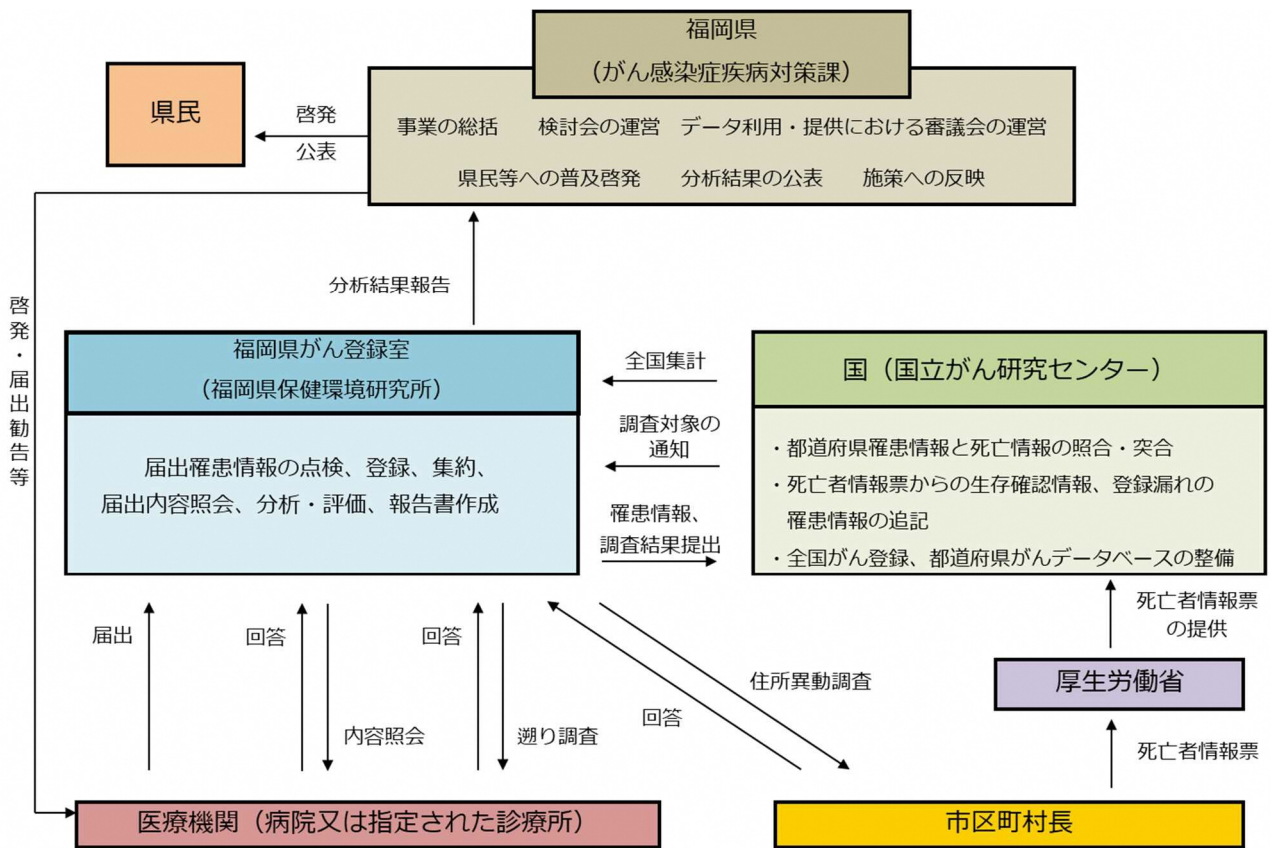 福岡県
（がん感染症疾病対策課）
県民
啓発
公表
事業の総括　検討会の運営　データ利用・提供における審議会の運営
県民等への普及啓発　分析結果の公表　施策への反映
分析結果報告
啓発・届出勧告等
福岡県がん登録室
（福岡県保健環境研究所）
届出罹患情報の点検、登録、集約、
届出内容照会、分析・評価、報告書作成
全国集計
調査対象の
通知
罹患情報、
調査結果提出
国（国立がん研究センター）
・都道府県罹患情報と死亡情報の照合・突合
・死亡者情報票からの生存確認情報、登録漏れの
罹患情報の追記
・全国がん登録、都道府県がんデータベースの整備
届出
回答
内容照会
回答
遡り調査
住所異動調査
回答
死亡者情報票
の提供
厚生労働省
死亡者情報票
医療機関（病院又は指定された診療所）
市区町村長